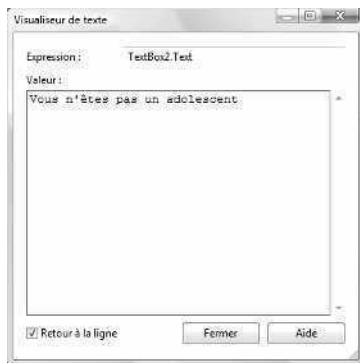 Visualiseur de texte
Expression : TextBox2.Text
Valeur :
Vous n'êtes pas un adolescent
Retour à la ligne Fermer Aide